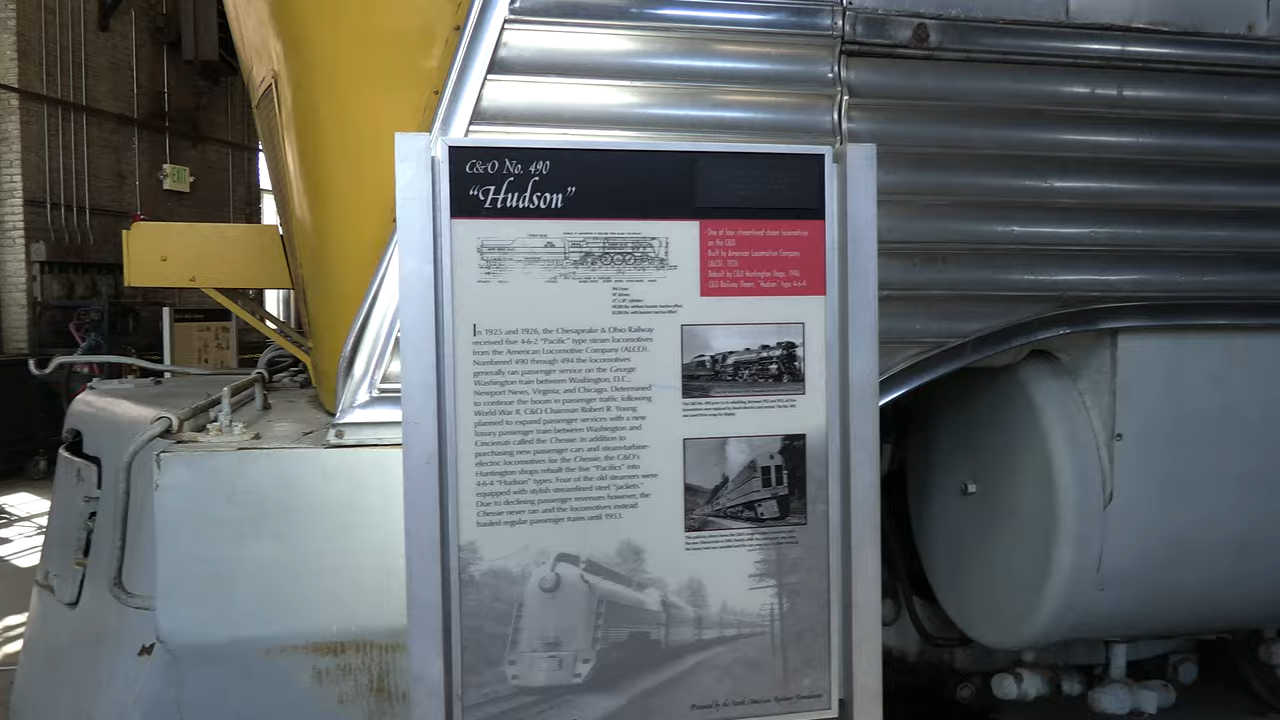 EXIT
C&O No. 490
"Hudson"
One of four streamlined steam locomotives
on the C&O
Built by American Locomotive Company
(ALCO), 1926
Rebuilt by C&O Huntington Shops, 1946
C&O Railway Steam, "Hudson" type 4-6-4
In 1925 and 1926, the Chesapeake & Ohio Railway
received five 4-6-2 "Pacific" type steam locomotives
from the American Locomotive Company (ALCO).
Numbered 490 through 494 the locomotives
generally ran passenger service on the George
Washington train between Washington, D.C.,
Newport News, Virginia; and Chicago. Determined
to continue the boom in passenger traffic following
World War II, C&O Chairman Robert R. Young
planned to expand passenger services with a new
luxury passenger train between Washington and
Cincinnati called the Chessie. In addition to
purchasing new passenger cars and steam-turbine-
electric locomotives for the Chessie, the C&O's
Huntington shops rebuilt the five "Pacifics" into
4-6-4 "Hudson" types. Four of the old steamers were
equipped with stylish streamlined steel "jackets."
Due to declining passenger revenues however, the
Chessie never ran and the locomotives instead
hauled regular passenger trains until 1953.
Presented by the North American Railway Foundation